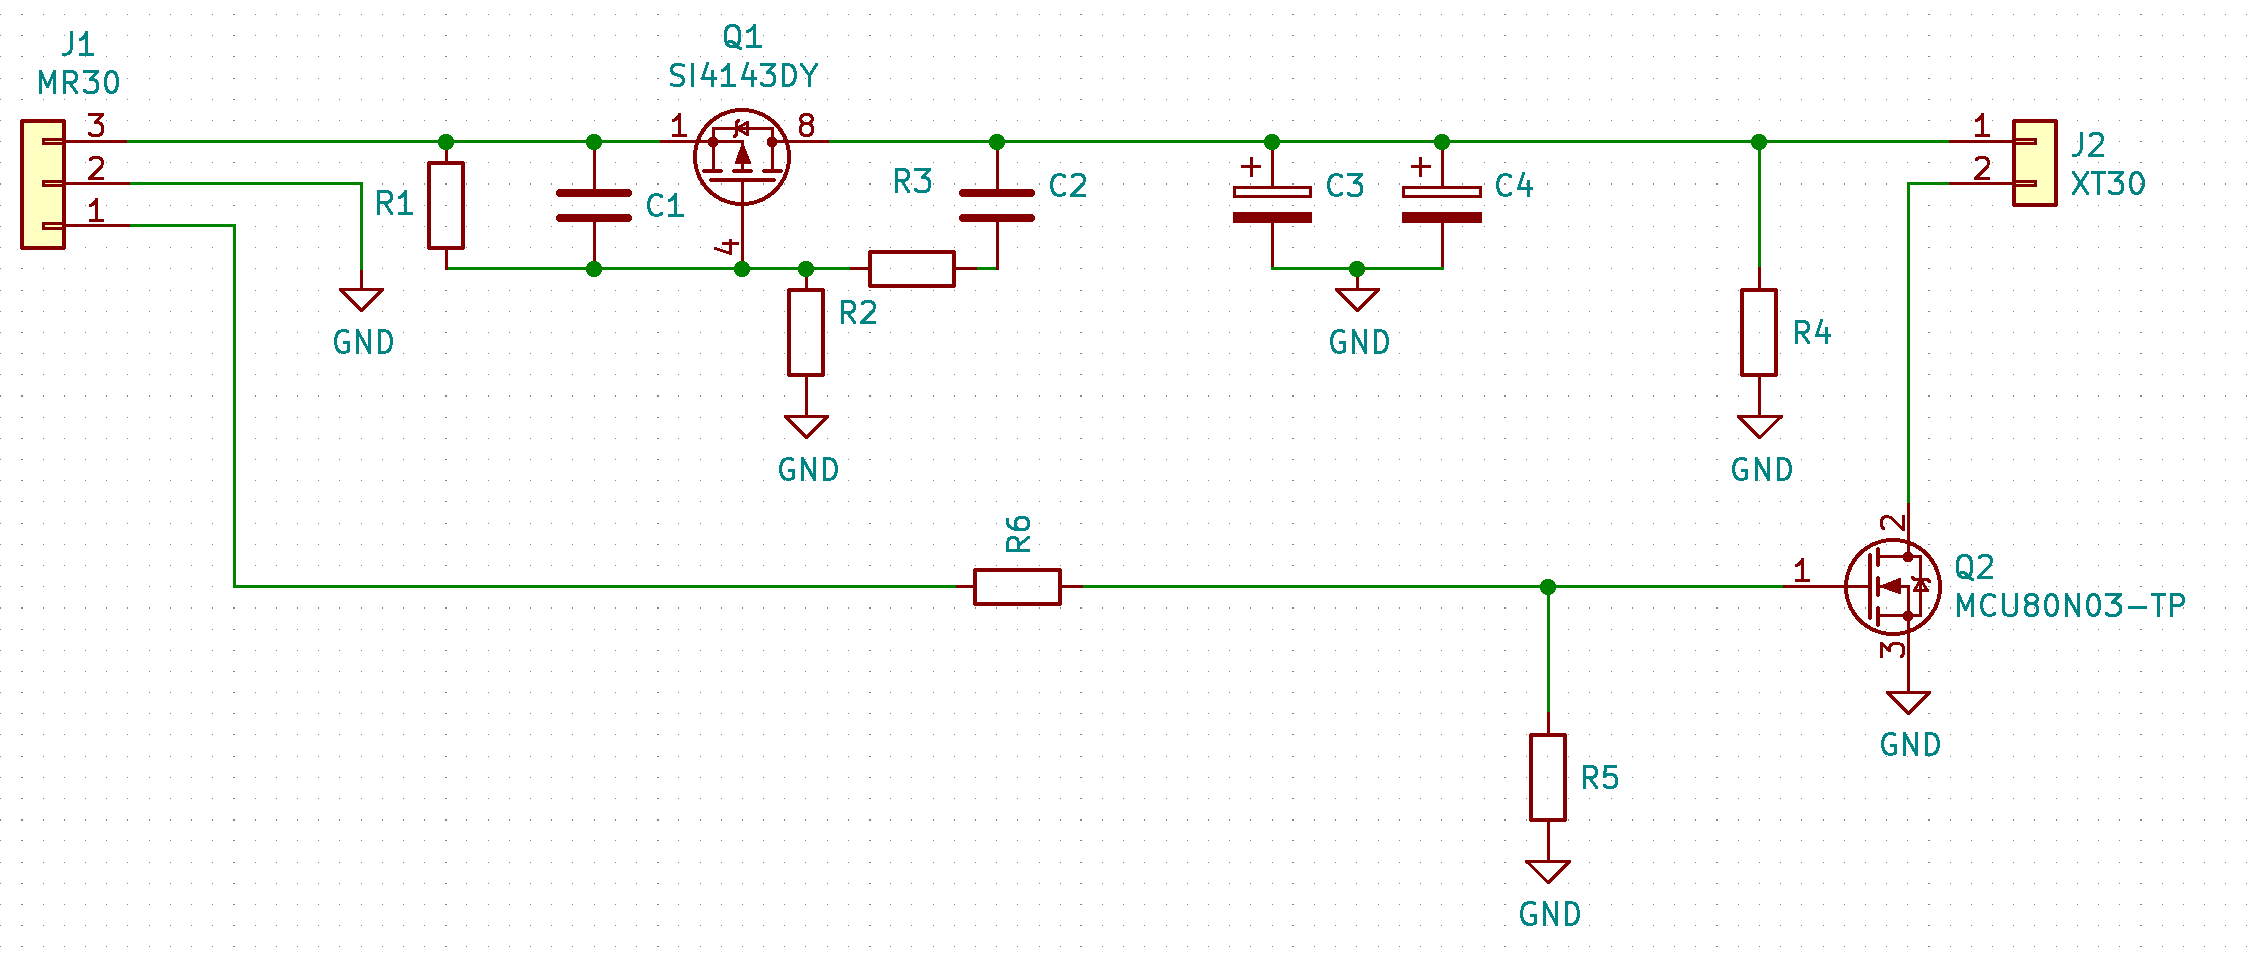 J1
MR30
3
2
1
R1
C1
Q1
SI4143DY
1
8
4
R3
C2
R2
GND
GND
C3
C4
GND
R4
GND
1
2
J2
XT30
R6
1
2
3
Q2
MCU80N03-TP
GND
R5
GND